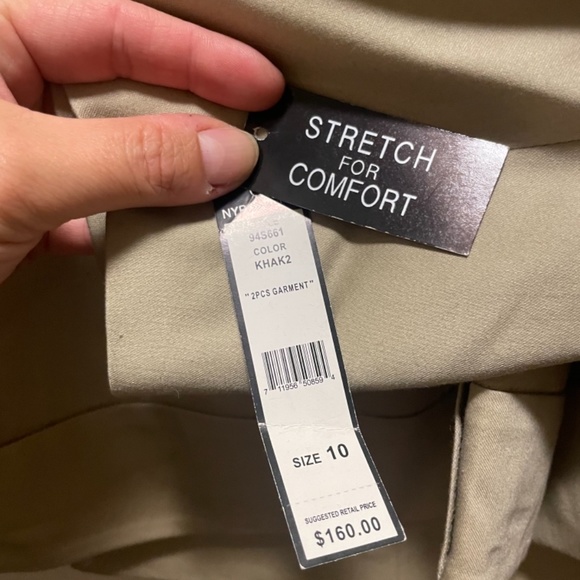 STRETCH
FOR
COMFORT
94S661
COLOR
KHAK2
"2PCS GARMENT"
7 11956 50859 4
SIZE 10
SUGGESTED RETAIL PRICE
$160.00